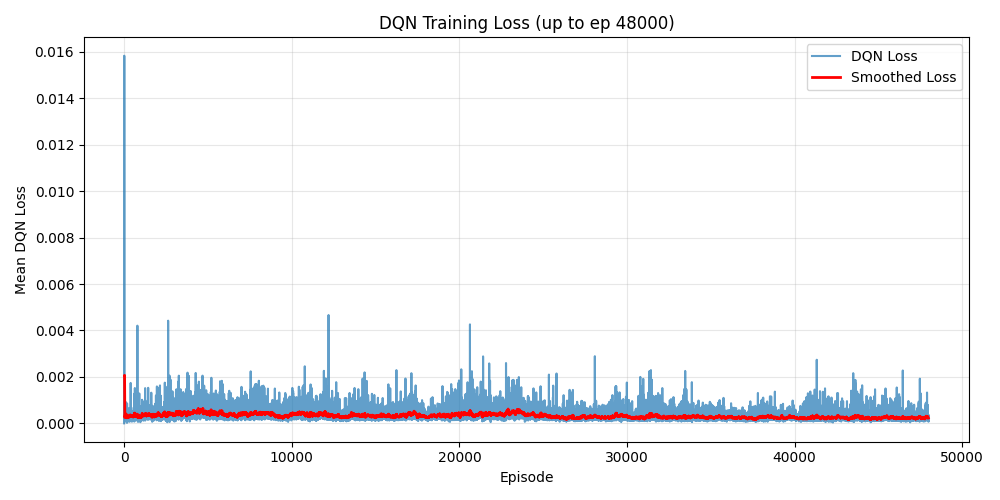 DQN Training Loss (up to ep 48000)
DQN Loss
Smoothed Loss
Mean DQN Loss
0.016
0.014
0.012
0.010
0.008
0.006
0.004
0.002
0.000
0 10000 20000 30000 40000 50000
Episode